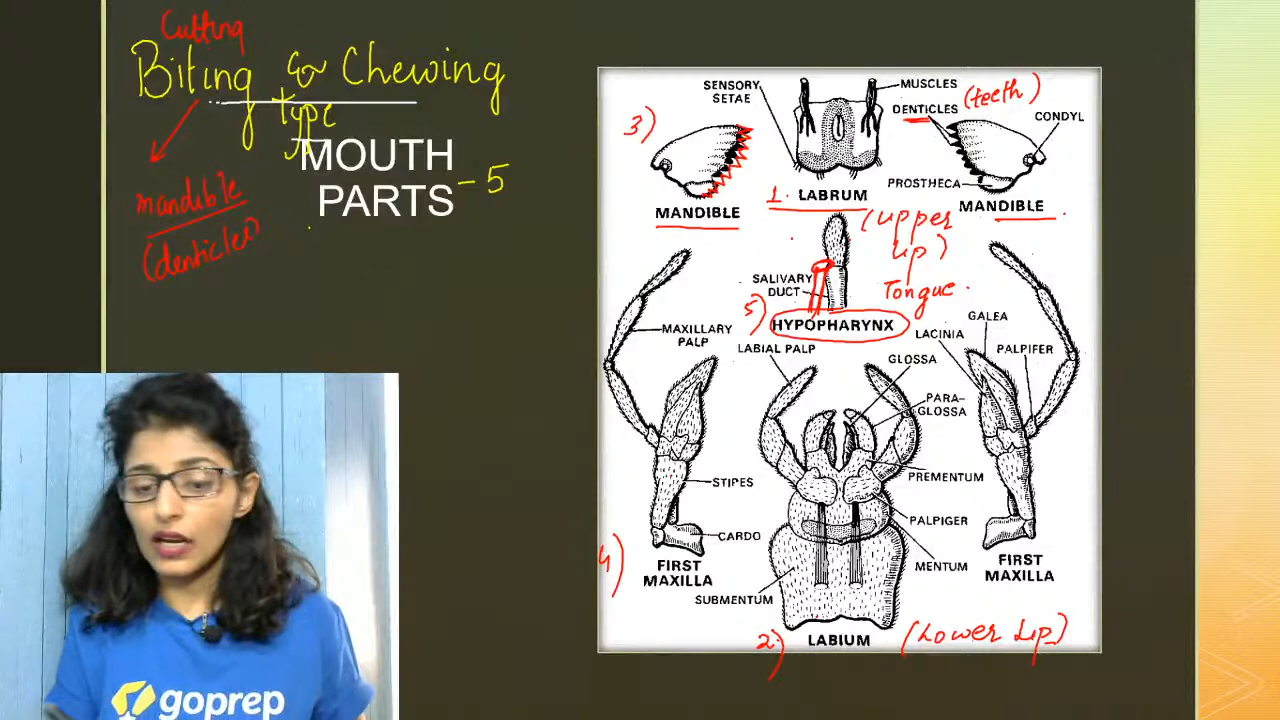 Cutting
Biting & Chewing
type
MOUTH
PARTS - 5
mandible
(denticles)
SENSORY
SETAE
MUSCLES
DENTICLES (teeth)
CONDYL
3)
PROSTHECA
MANDIBLE
1. LABRUM
MANDIBLE
(upper
lip)
SALIVARY
DUCT
Tongue.
5)
HYPOPHARYNX
GALEA
LACINIA
MAXILLARY
PALP
LABIAL PALP
GLOSSA
PALPIFER
PARA-
GLOSSA
STIPES
PREMENTUM
PALPIGER
CARDO
4)
FIRST
MAXILLA
MENTUM
FIRST
MAXILLA
SUBMENTUM
2) LABIUM (Lower Lip)
goprep